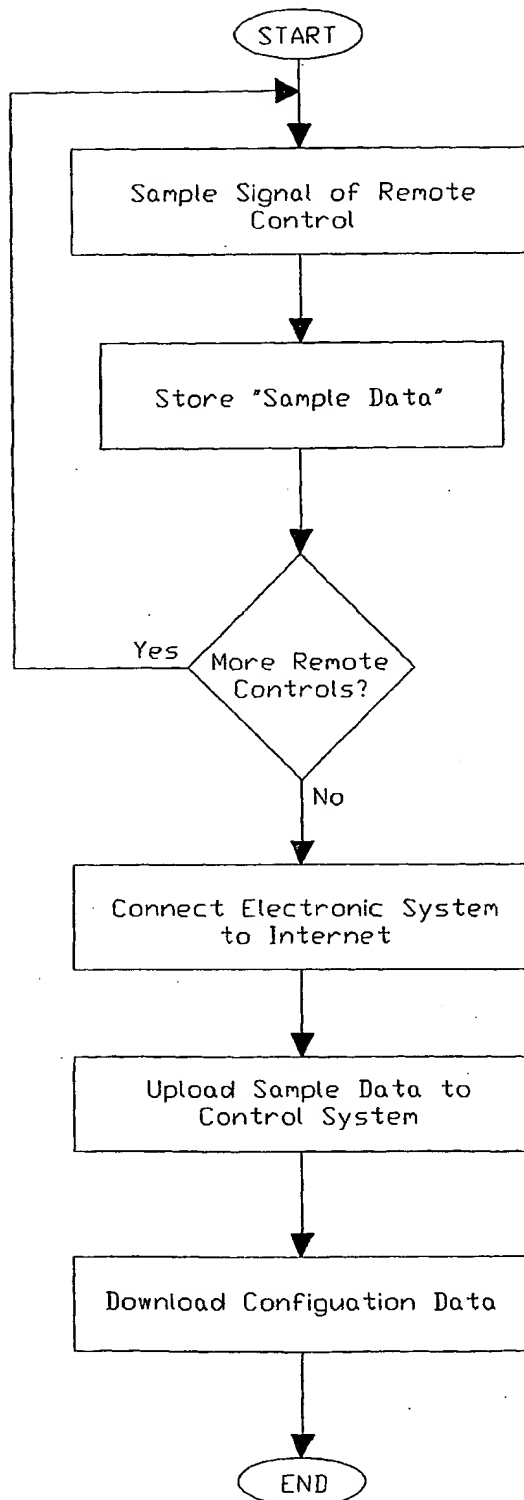 START
Sample Signal of Remote
Control
Store "Sample Data"
Yes
More Remote
Controls?
No
Connect Electronic System
to Internet
Upload Sample Data to
Control System
Download Configuation Data
END